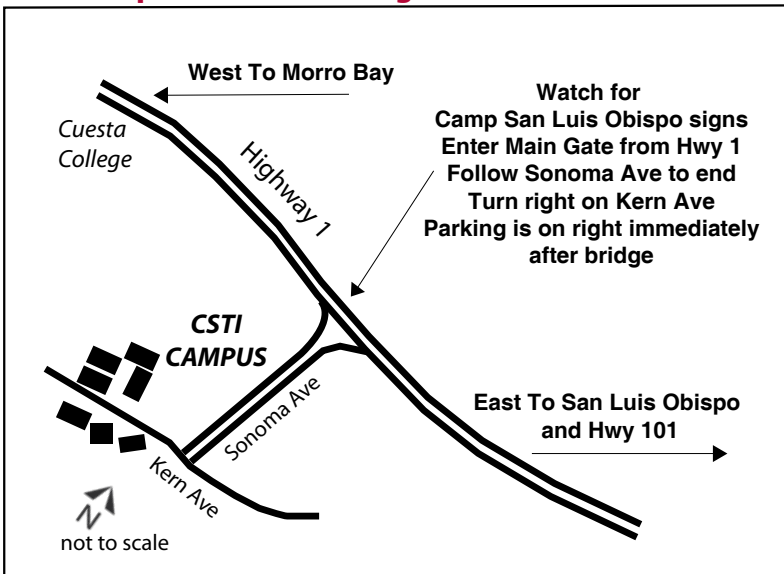 West To Morro Bay
Cuesta
College
Highway 1
Watch for
Camp San Luis Obispo signs
Enter Main Gate from Hwy 1
Follow Sonoma Ave to end
Turn right on Kern Ave
Parking is on right immediately
after bridge
CSTI
CAMPUS
Sonoma Ave
East To San Luis Obispo
and Hwy 101
Kern Ave
N
not to scale